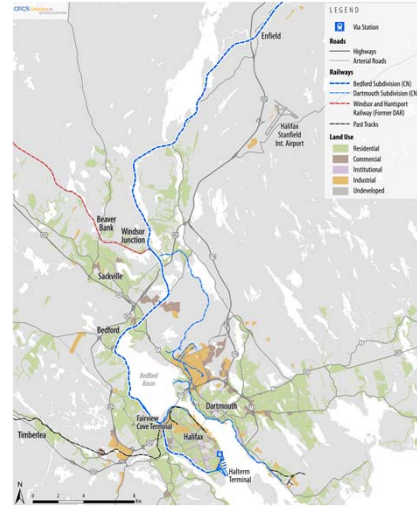 CPCS
LEGEND
Via Station
Roads
Highways
Arterial Roads
Railways
Bedford Subdivision (CN)
Dartmouth Subdivision (CN
Windsor and Hantsport
Railway (Former DAR)
Past Tracks
Land Use
Residential
Commercial
Institutional
Industrial
Undeveloped
Enfield
Halifax
Stanfield
Int. Airport
Beaver
Bank
Windsor
Junction
Sackville
Bedford
Bedford
Basin
Dartmouth
Fairview
Cove Terminal
Halifax
Timberlea
Halterm
Terminal
N
0 2 4 8
Km